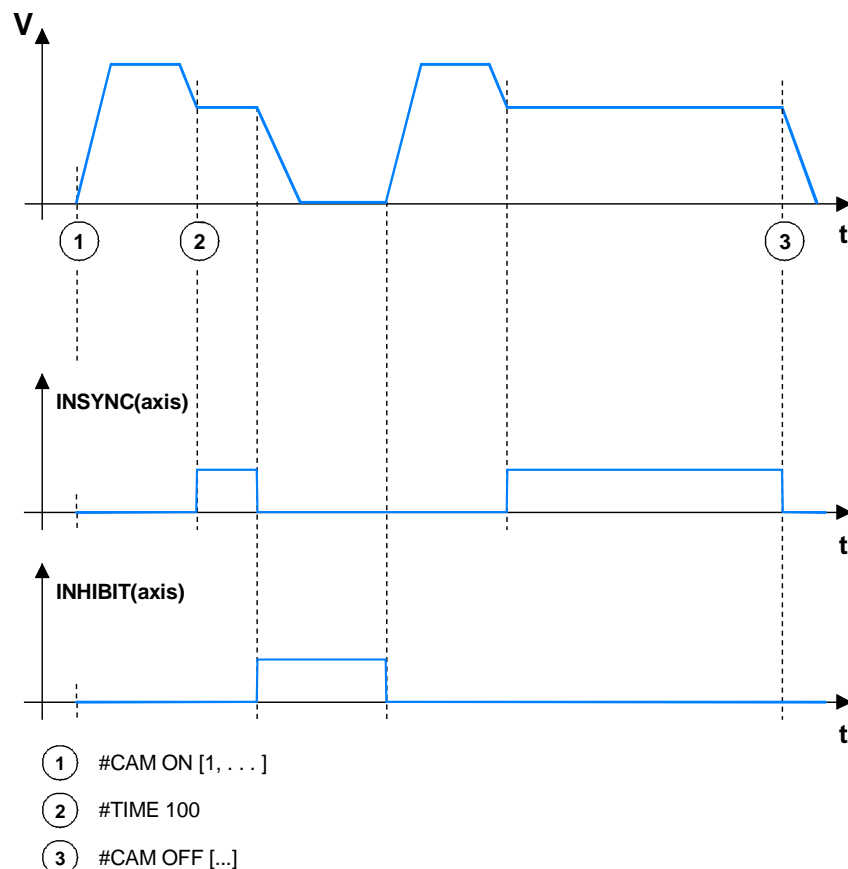 V
t
1
2
3
INSYNC(axis)
t
INHIBIT(axis)
t
1 #CAM ON [1, . . . ]
2 #TIME 100
3 #CAM OFF [...]